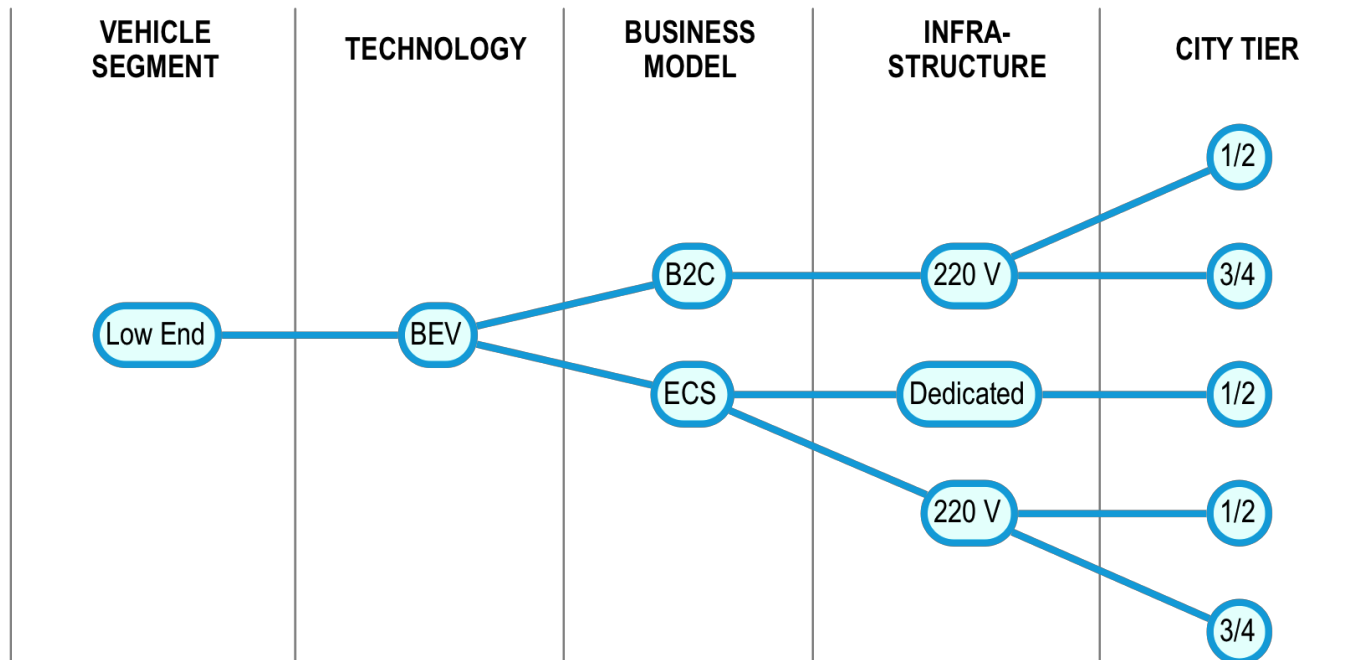 VEHICLE
SEGMENT
TECHNOLOGY
BUSINESS
MODEL
INFRA-
STRUCTURE
CITY TIER
1/2
B2C
220 V
3/4
Low End
BEV
ECS
Dedicated
1/2
220 V
1/2
3/4